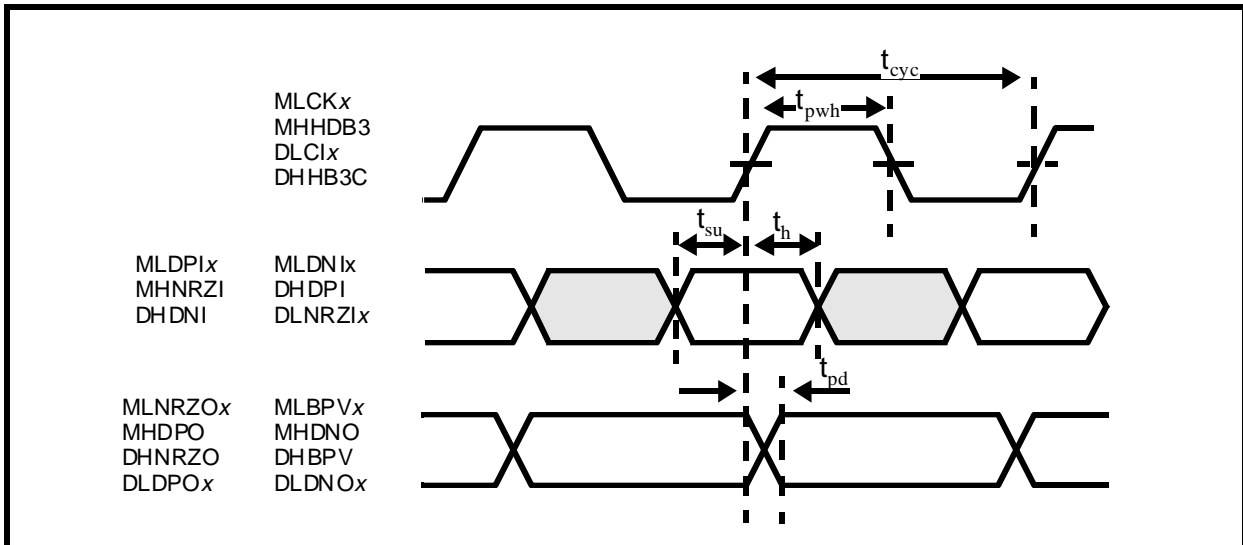 t_cyc
MLCKx
t_pwh
MHHDB3
DLCIx
DHHB3C
t_su t_h
MLDPIx MLDNIx
MHNRZI DHDPI
DHDNI DLNRZIx
t_pd
MLNRZOx MLBPVx
MHDPO MHDNO
DHNRZO DHBPV
DLDPOx DLDNOx